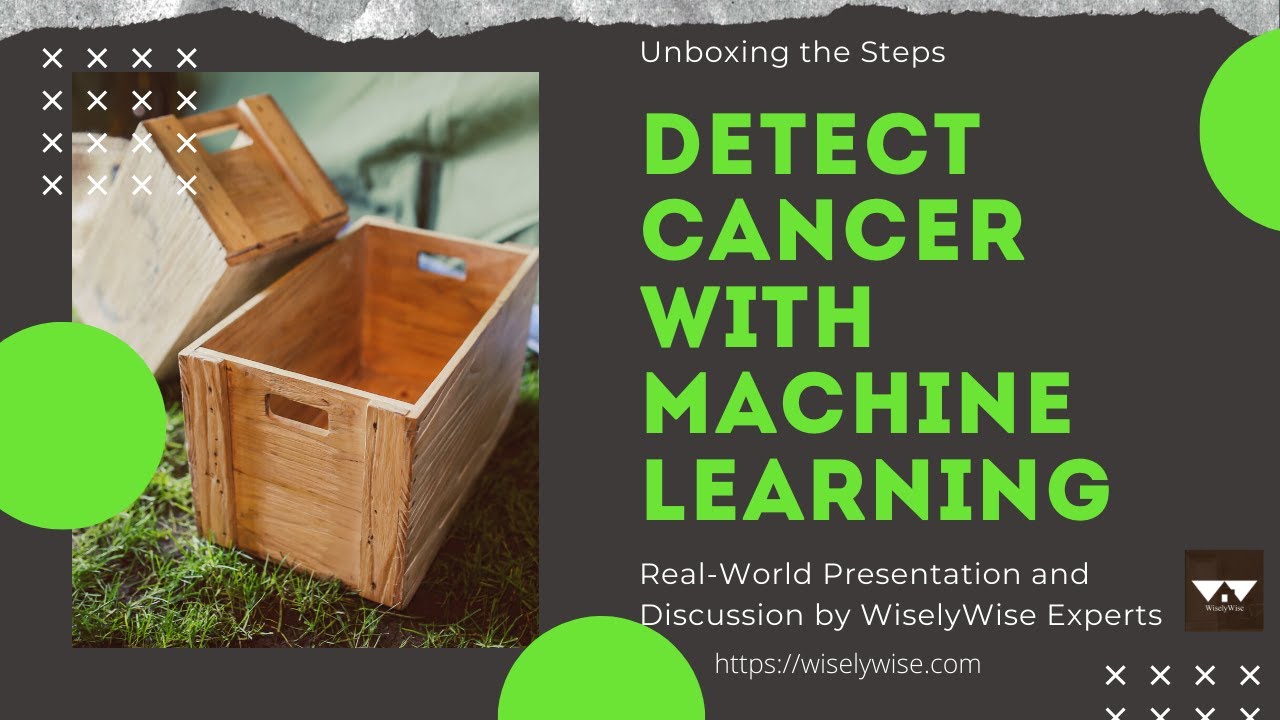 Unboxing the Steps
DETECT
CANCER
WITH
MACHINE
LEARNING
Real-World Presentation and
Discussion by WiselyWise Experts
WiselyWise
https://wiselywise.com